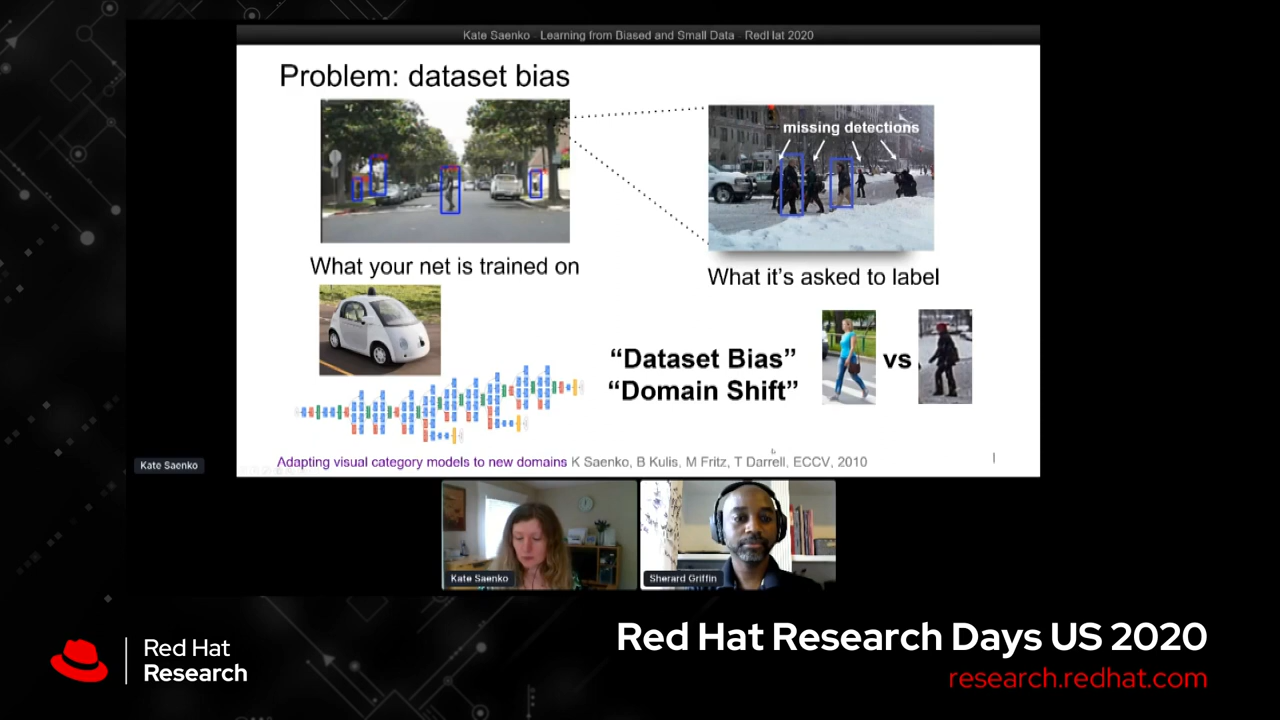 Kate Saenko - Learning from Biased and Small Data - RedHat 2020
Problem: dataset bias
missing detections
What your net is trained on
What it's asked to label
“Dataset Bias”
“Domain Shift”
vs
Adapting visual category models to new domains K Saenko, B Kulis, M Fritz, T Darrell, ECCV, 2010
Kate Saenko
Kate Saenko
Sherard Griffin
Red Hat
Research
Red Hat Research Days US 2020
research.redhat.com